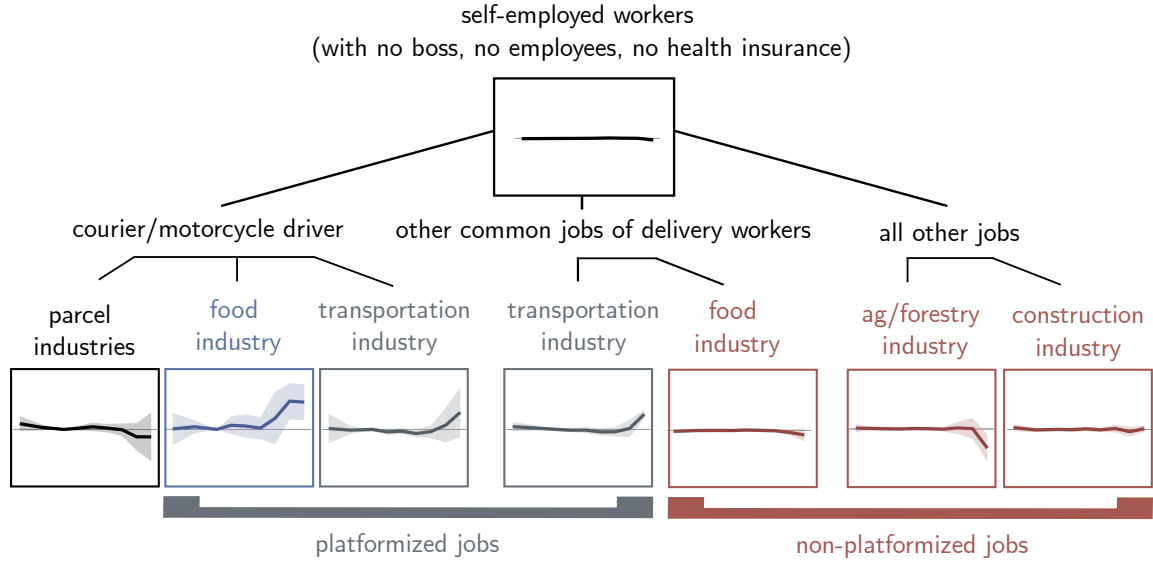 self-employed workers
(with no boss, no employees, no health insurance)
courier/motorcycle driver
other common jobs of delivery workers
all other jobs
parcel
industries
food
industry
transportation
industry
transportation
industry
food
industry
ag/forestry
industry
construction
industry
platformized jobs
non-platformized jobs